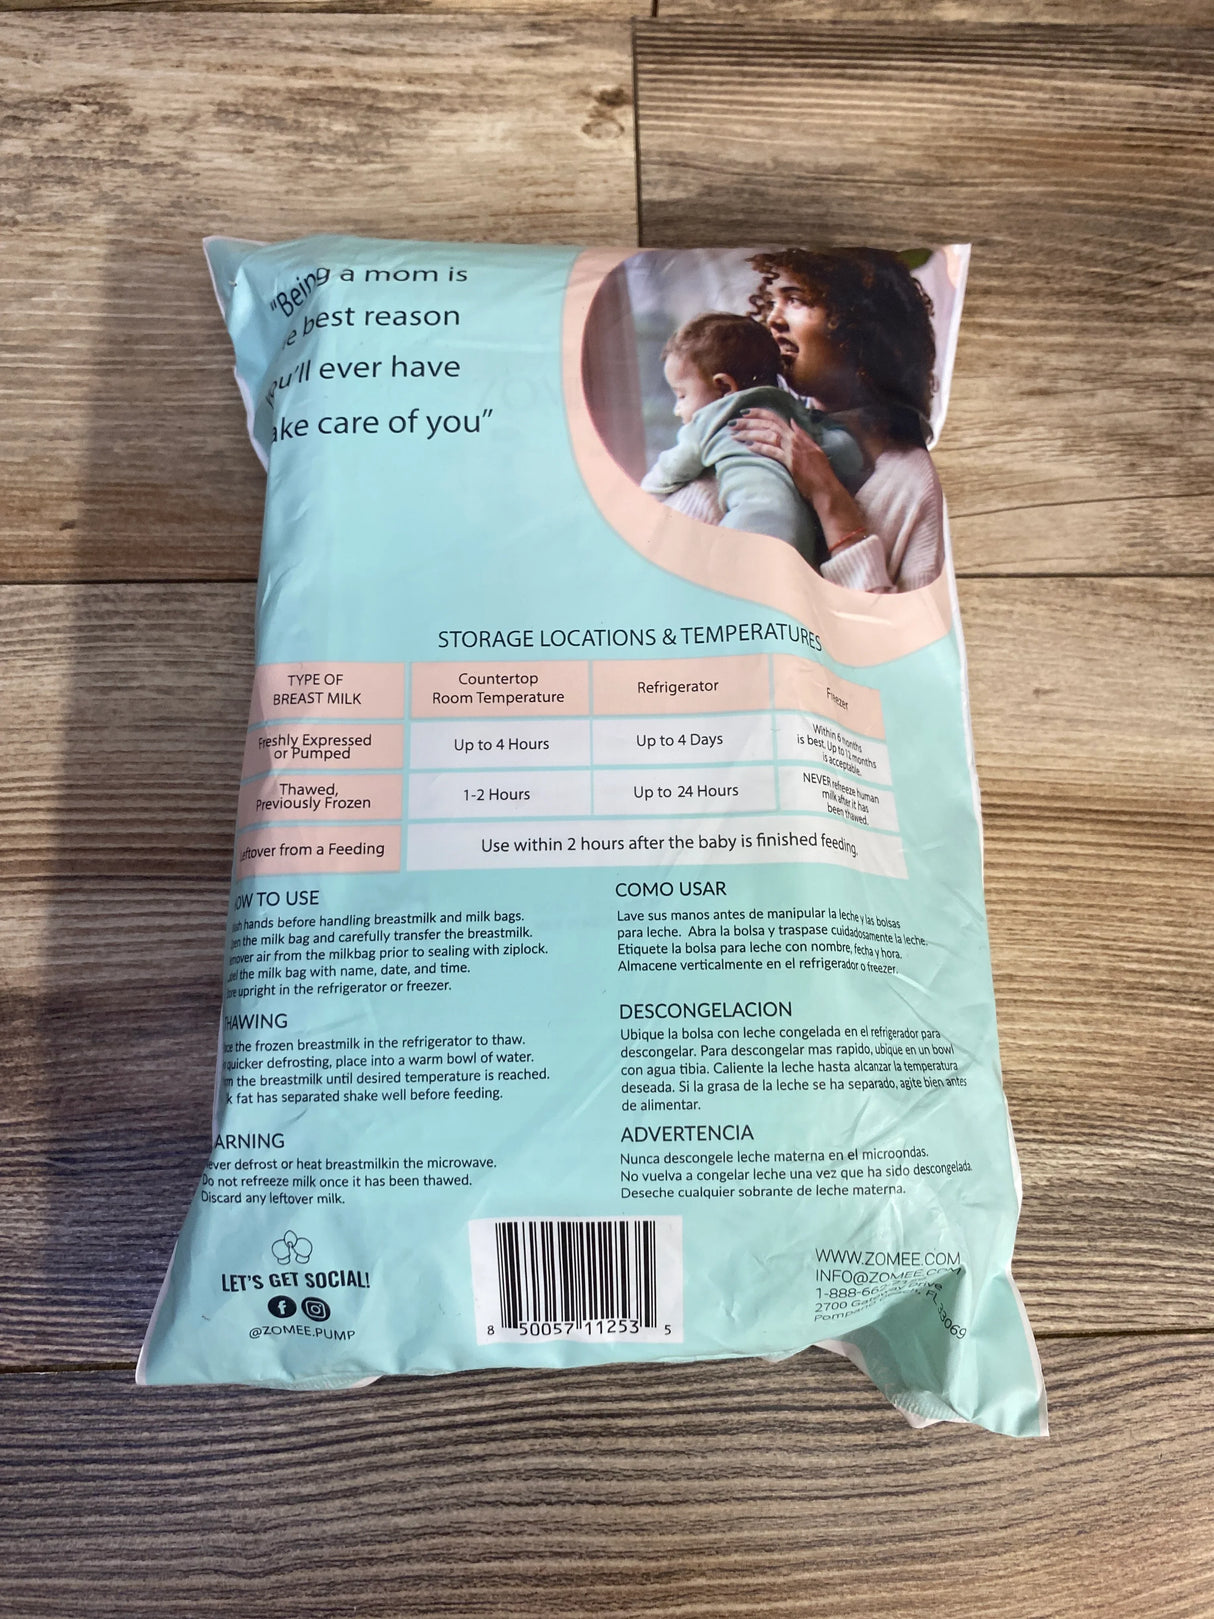 "Being a mom is
best reason
ever have
care of you"
STORAGE LOCATIONS & TEMPERATURES
TYPE OF
BREAST MILK
Countertop
Room Temperature
Refrigerator
Freezer
Freshly Expressed
or Pumped
Up to 4 Hours
Up to 4 Days
Within 6 months
is best, Up to 12 months
is acceptable.
Thawed,
Previously Frozen
1-2 Hours
Up to 24 Hours
NEVER refreeze human
milk after it has
been thawed.
from a Feeding
Use within 2 hours after the baby is finished feeding.
TO USE
hands before handling breastmilk and milk bags.
the milk bag and carefully transfer the breastmilk.
air from the milkbag prior to sealing with ziplock.
the milk bag with name, date, and time.
upright in the refrigerator or freezer.
COMO USAR
Lave sus manos antes de manipular la leche y las bolsas
para leche. Abra la bolsa y traspase cuidadosamente la leche.
Etiquete la bolsa para leche con nombre, fecha y hora.
Almacene verticalmente en el refrigerador o freezer.
THAWING
the frozen breastmilk in the refrigerator to thaw.
quicker defrosting, place into a warm bowl of water.
the breastmilk until desired temperature is reached.
fat has separated shake well before feeding.
DESCONGELACION
Ubique la bolsa con leche congelada en el refrigerador para
descongelar. Para descongelar mas rapido, ubique en un bowl
con agua tibia. Caliente la leche hasta alcanzar la temperatura
deseada. Si la grasa de la leche se ha separado, agite bien antes
de alimentar.
ARNING
ever defrost or heat breastmilkin the microwave.
Do not refreeze milk once it has been thawed.
Discard any leftover milk.
ADVERTENCIA
Nunca descongele leche materna en el microondas.
No vuelva a congelar leche una vez que ha sido descongelada.
Deseche cualquier sobrante de leche materna.
LET'S GET SOCIAL!
@ZOMEE.PUMP
8 50057 11253 5
WWW.ZOMEE.COM
INFO@ZOMEE.COM
1-888-662-
2700 Drive
FL 33069